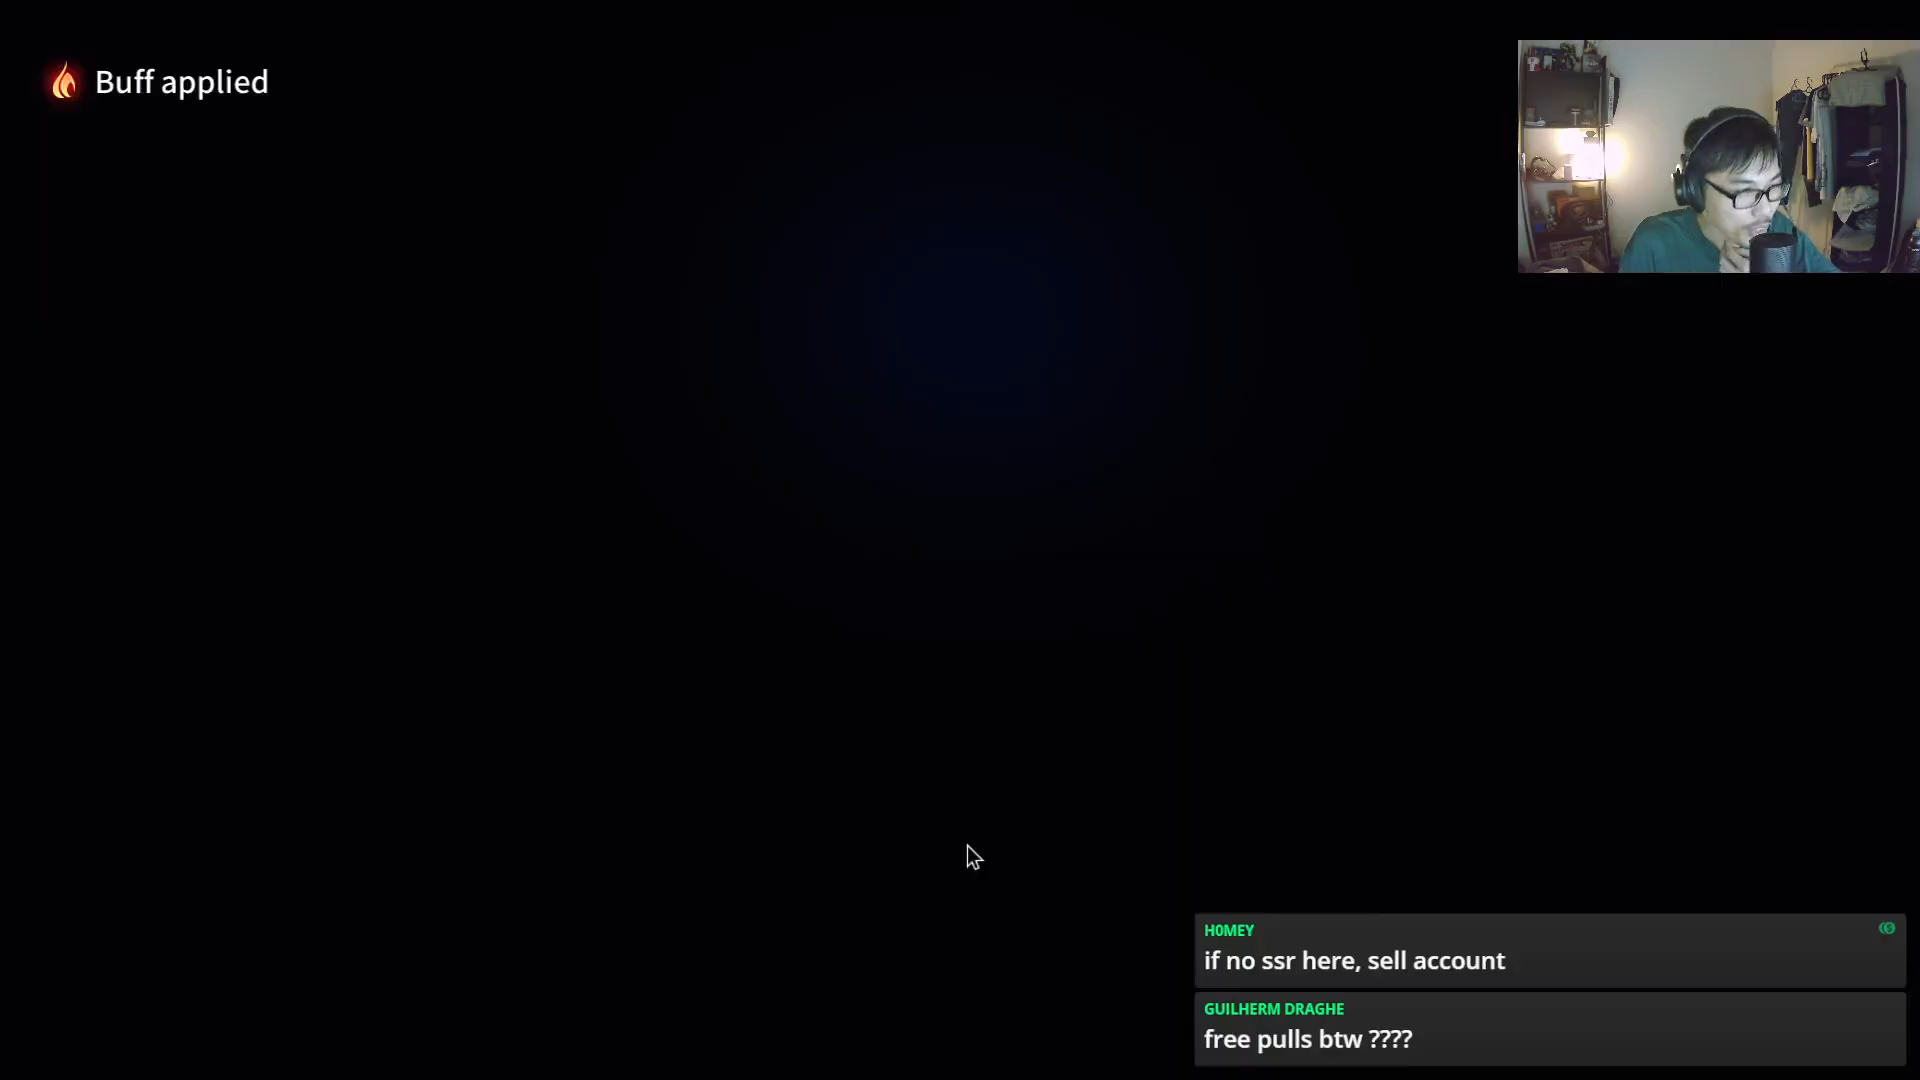 Buff applied
H0MEY
if no ssr here, sell account
GUILHERM DRAGHE
free pulls btw ????